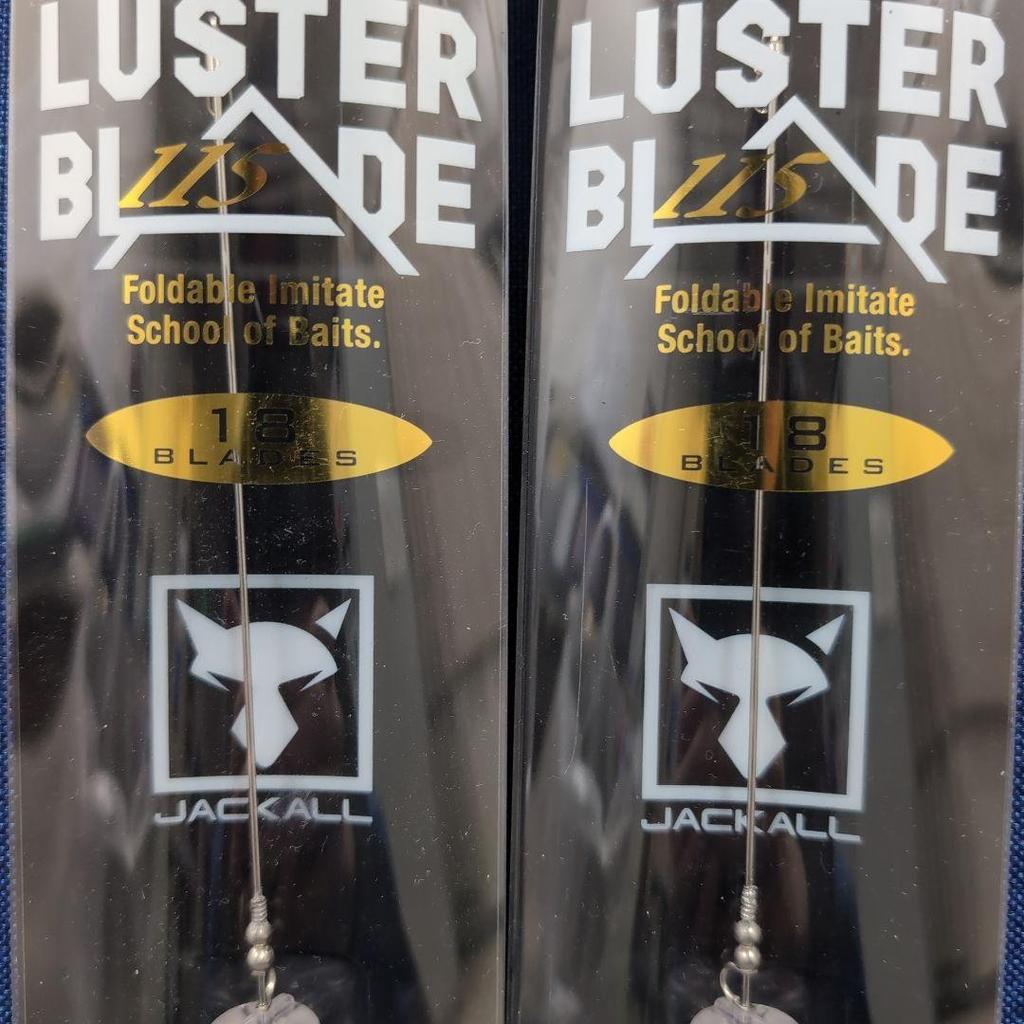 LUSTER
BLADE
115
Foldable Imitate
School of Baits.
18
BLADES
JACKALL
LUSTER
BLADE
115
Foldable Imitate
School of Baits.
18
BLADES
JACKALL